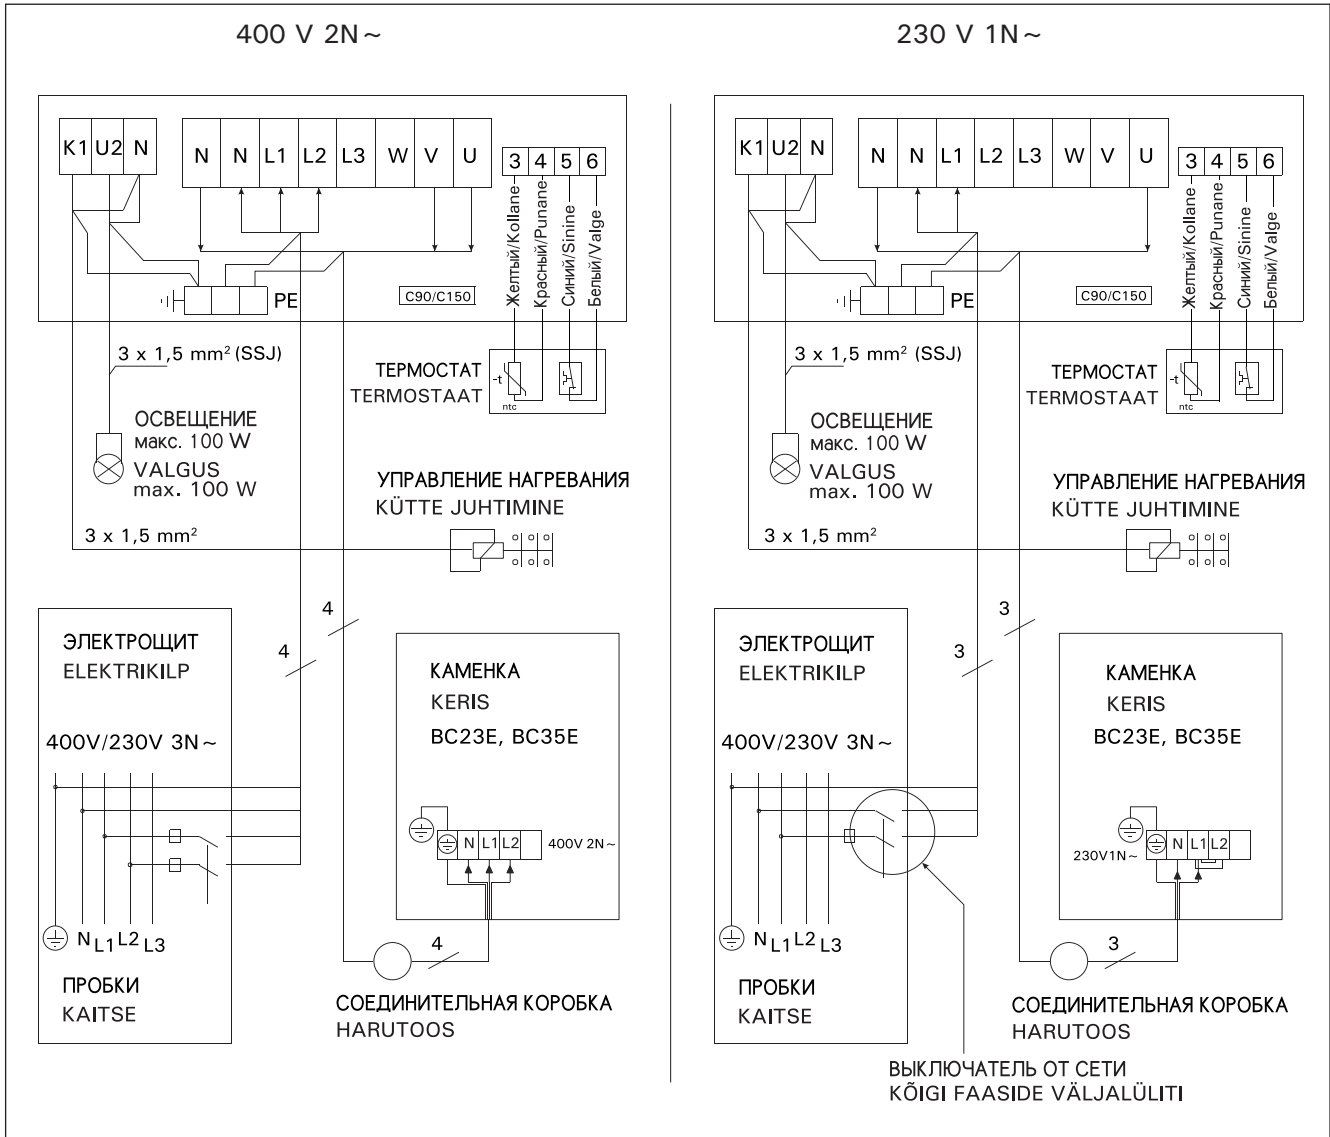 400 V 2N~
K1 U2 N
N N L1 L2 L3 W V U
3 4 5 6
Желтый/Kollane
Красный/Punane
Синий/Sinine
Белый/Valge
PE
C90/C150
3 x 1,5 mm² (SSJ)
ТЕРМОСТАТ
TERMOSTAAT
-t
ntc
ОСВЕЩЕНИЕ
макс. 100 W
VALGUS
max. 100 W
УПРАВЛЕНИЕ НАГРЕВАНИЯ
KÜTTE JUHTIMINE
3 x 1,5 mm²
4
4
ЭЛЕКТРОЩИТ
ELEKTRIKILP
400V/230V 3N~
N L1 L2 L3
ПРОБКИ
KAITSE
КАМЕНКА
KERIS
BC23E, BC35E
N L1 L2
400V 2N~
4
СОЕДИНИТЕЛЬНАЯ КОРОБКА
HARUTOOS
230 V 1N~
K1 U2 N
N N L1 L2 L3 W V U
3 4 5 6
Желтый/Kollane
Красный/Punane
Синий/Sinine
Белый/Valge
PE
C90/C150
3 x 1,5 mm² (SSJ)
ТЕРМОСТАТ
TERMOSTAAT
-t
ntc
ОСВЕЩЕНИЕ
макс. 100 W
VALGUS
max. 100 W
УПРАВЛЕНИЕ НАГРЕВАНИЯ
KÜTTE JUHTIMINE
3 x 1,5 mm²
3
3
ЭЛЕКТРОЩИТ
ELEKTRIKILP
400V/230V 3N~
N L1 L2 L3
ПРОБКИ
KAITSE
КАМЕНКА
KERIS
BC23E, BC35E
N L1 L2
230V1N~
3
СОЕДИНИТЕЛЬНАЯ КОРОБКА
HARUTOOS
ВЫКЛЮЧАТЕЛЬ ОТ СЕТИ
KÕIGI FAASIDE VÄLJALÜLITI